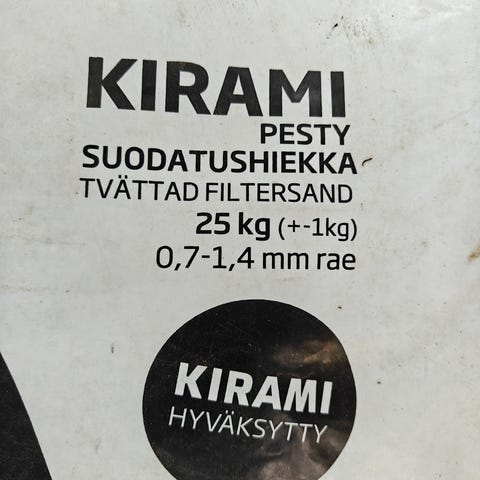 KIRAMI
PESTY
SUODATUSHIEKKA
TVÄTTAD FILTERSAND
25 kg (+-1kg)
0,7-1,4 mm rae
KIRAMI
HYVÄKSYTTY